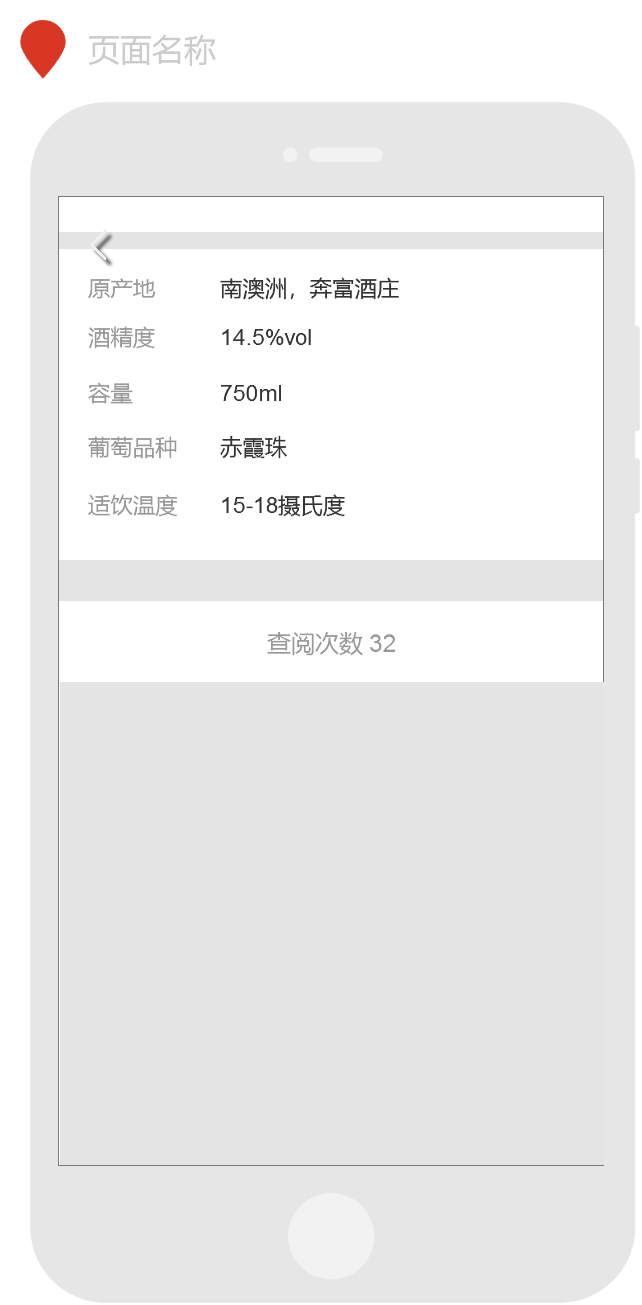 页面名称
原产地 南澳洲，奔富酒庄
酒精度 14.5%vol
容量 750ml
葡萄品种 赤霞珠
适饮温度 15-18摄氏度
查阅次数 32